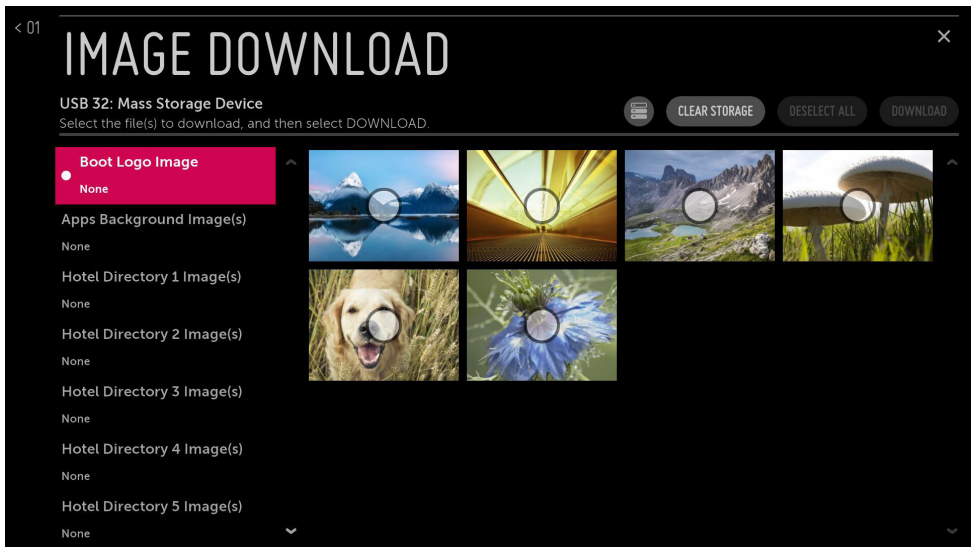 < 01
IMAGE DOWNLOAD
USB 32: Mass Storage Device
Select the file(s) to download, and then select DOWNLOAD.
CLEAR STORAGE
DESELECT ALL
DOWNLOAD
Boot Logo Image
None
Apps Background Image(s)
None
Hotel Directory 1 Image(s)
None
Hotel Directory 2 Image(s)
None
Hotel Directory 3 Image(s)
None
Hotel Directory 4 Image(s)
None
Hotel Directory 5 Image(s)
None